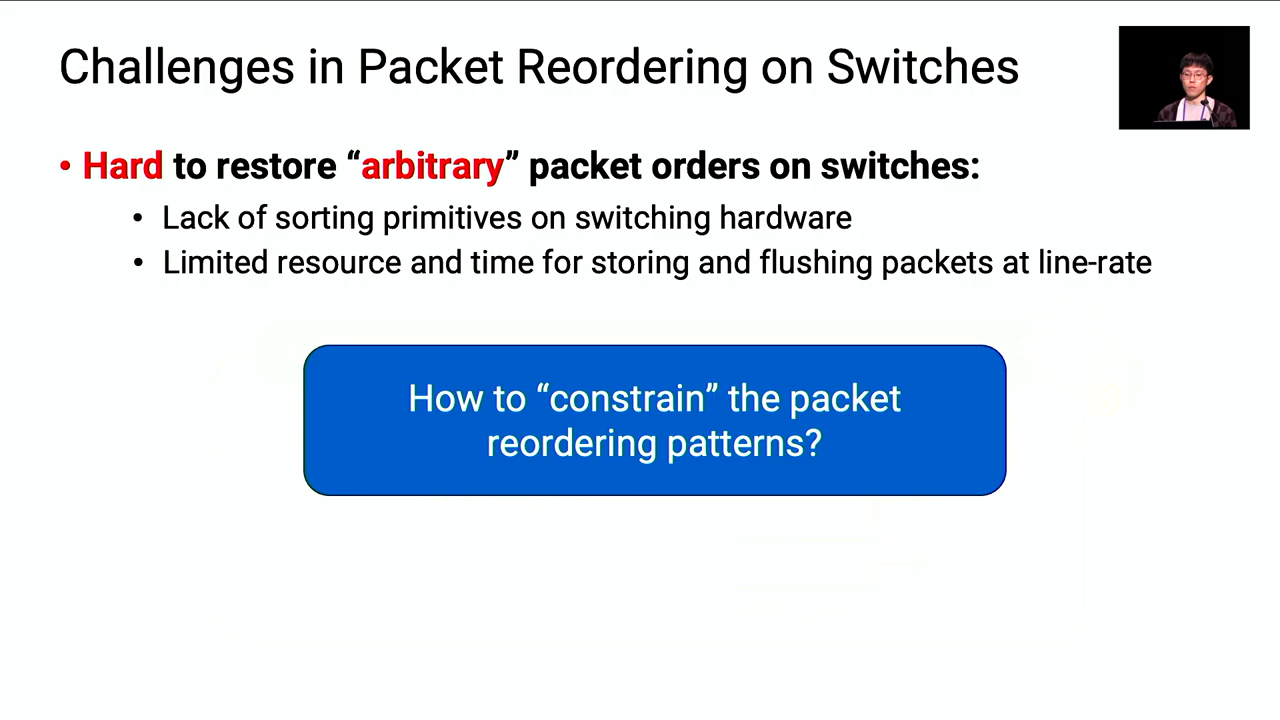 Challenges in Packet Reordering on Switches
• Hard to restore “arbitrary” packet orders on switches:
• Lack of sorting primitives on switching hardware
• Limited resource and time for storing and flushing packets at line-rate
How to “constrain” the packet
reordering patterns?